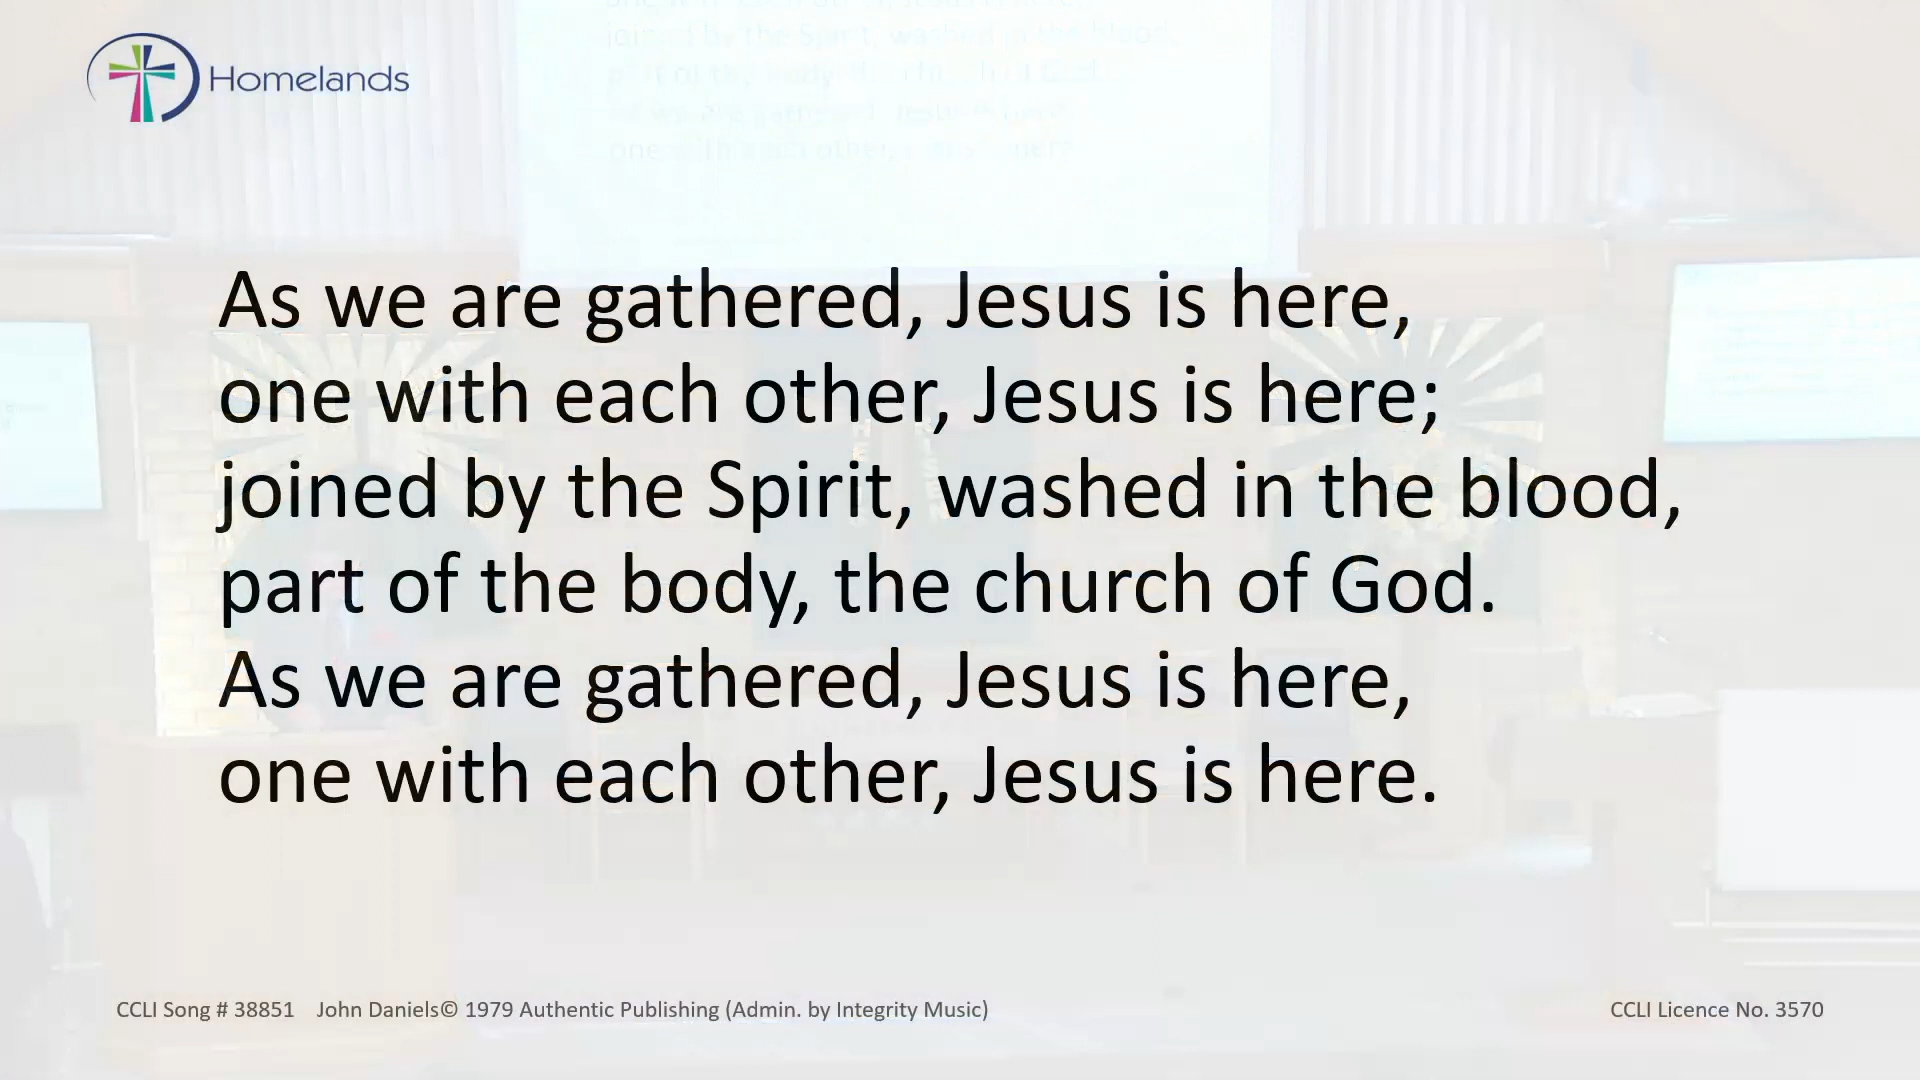 Homelands
As we are gathered, Jesus is here,
one with each other, Jesus is here;
joined by the Spirit, washed in the blood,
part of the body, the church of God.
As we are gathered, Jesus is here,
one with each other, Jesus is here.
CCLI Song # 38851 John Daniels© 1979 Authentic Publishing (Admin. by Integrity Music)
CCLI Licence No. 3570